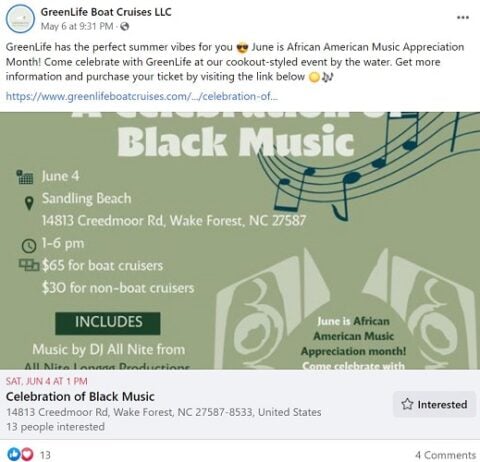 GreenLife Boat Cruises LLC
May 6 at 9:31 PM ·
GreenLife has the perfect summer vibes for you 😎 June is African American Music Appreciation
Month! Come celebrate with GreenLife at our cookout-styled event by the water. Get more
information and purchase your ticket by visiting the link below 🌕🎶
https://www.greenlifeboatcruises.com/.../celebration-of...
A Celebration of
Black Music
June 4
Sandling Beach
14813 Creedmoor Rd, Wake Forest, NC 27587
1-6 pm
$65 for boat cruisers
$30 for non-boat cruisers
INCLUDES
Music by DJ All Nite from
All Nite Longgg Productions
June is African
American Music
Appreciation month!
Come celebrate with
SAT, JUN 4 AT 1 PM
Celebration of Black Music
14813 Creedmoor Rd, Wake Forest, NC 27587-8533, United States
13 people interested
Interested
13
4 Comments